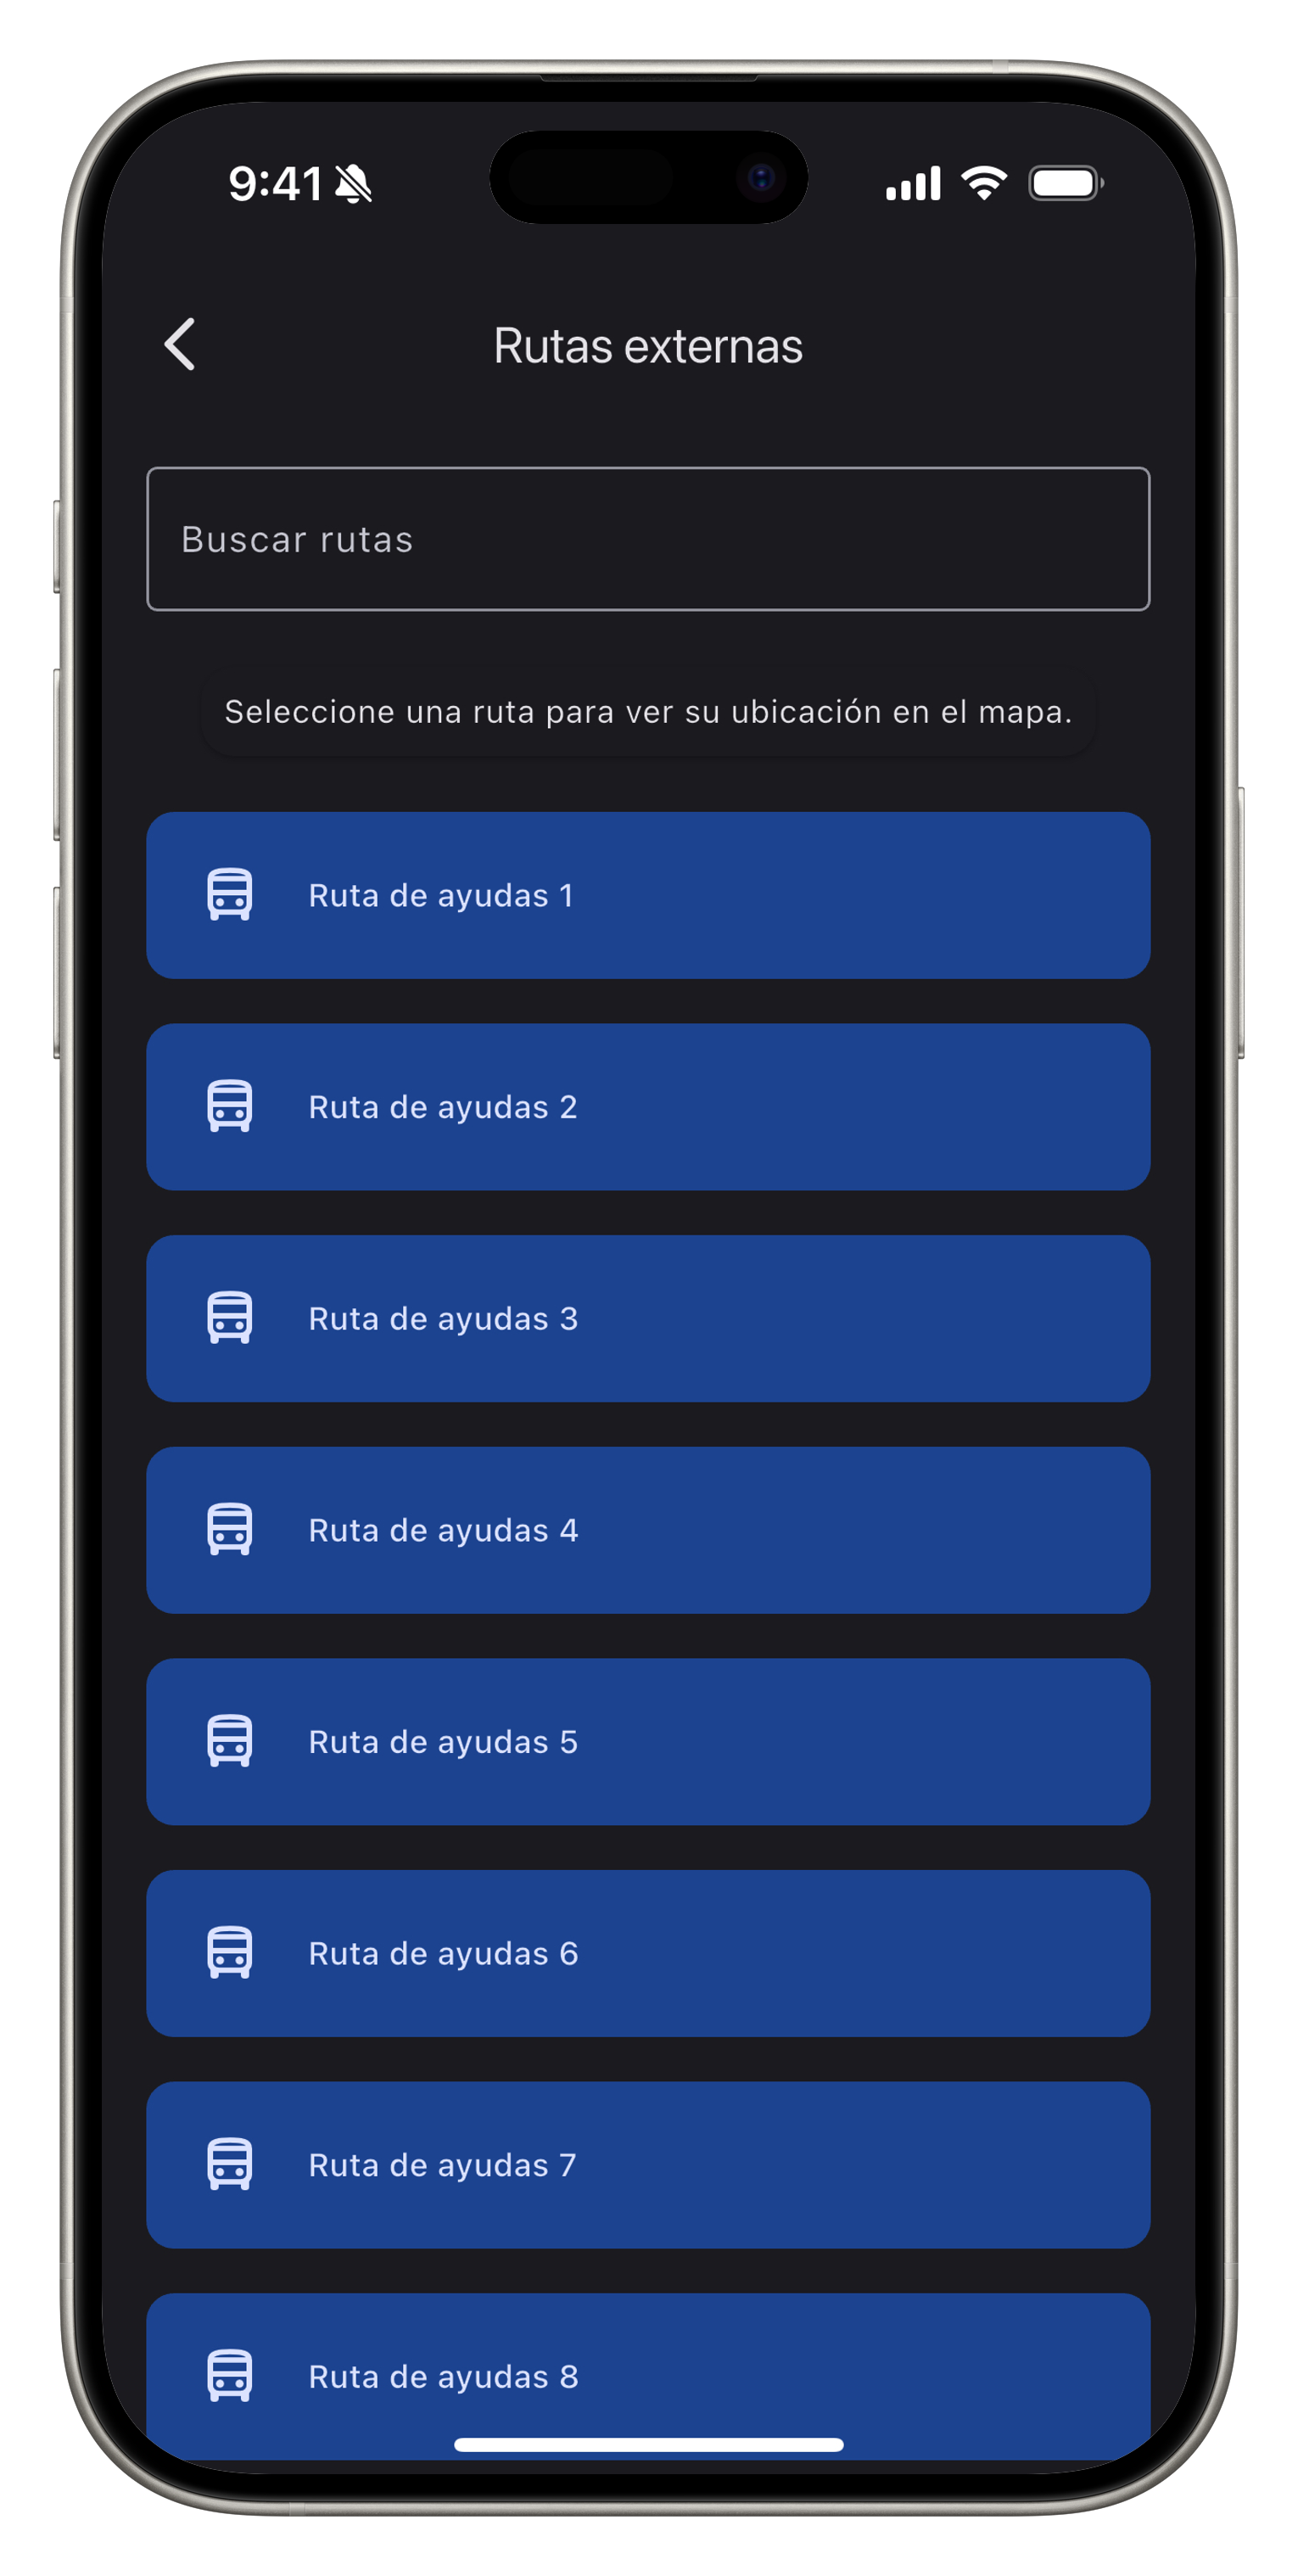 9:41
Rutas externas
Buscar rutas
Seleccione una ruta para ver su ubicación en el mapa.
Ruta de ayudas 1
Ruta de ayudas 2
Ruta de ayudas 3
Ruta de ayudas 4
Ruta de ayudas 5
Ruta de ayudas 6
Ruta de ayudas 7
Ruta de ayudas 8